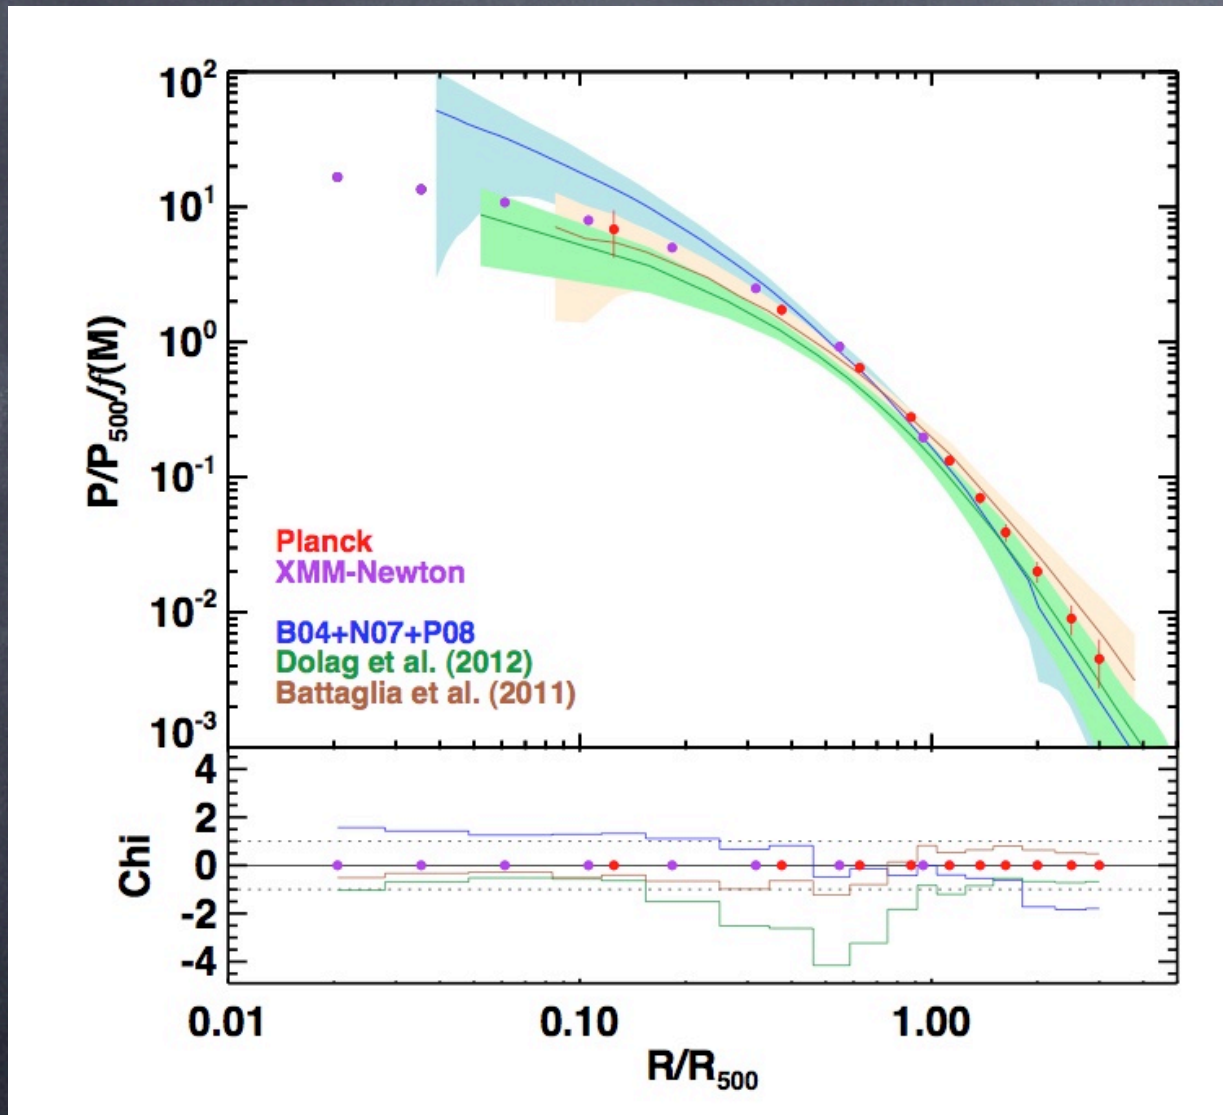 10²
10¹
10⁰
10⁻¹
10⁻²
10⁻³
P/P₅₀₀/f(M)
Planck
XMM-Newton
B04+N07+P08
Dolag et al. (2012)
Battaglia et al. (2011)
4
2
0
-2
-4
Chi
0.01 0.10 1.00
R/R₅₀₀